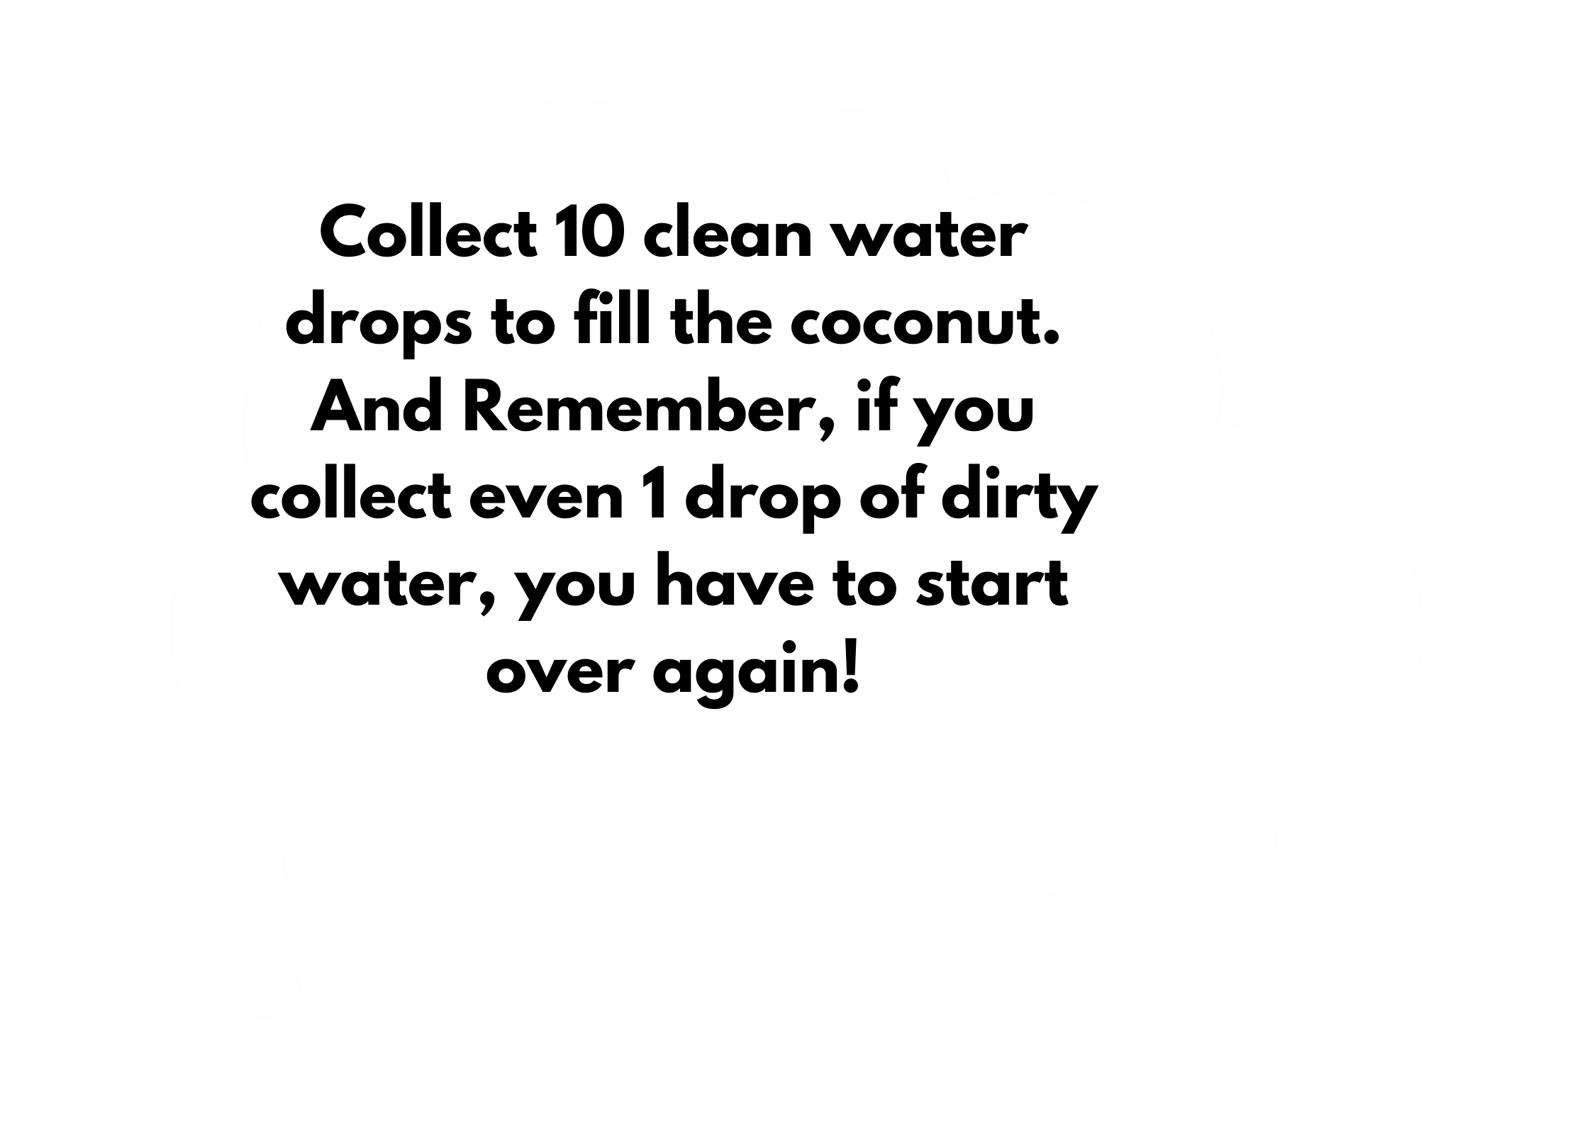 Collect 10 clean water
drops to fill the coconut.
And Remember, if you
collect even 1 drop of dirty
water, you have to start
over again!